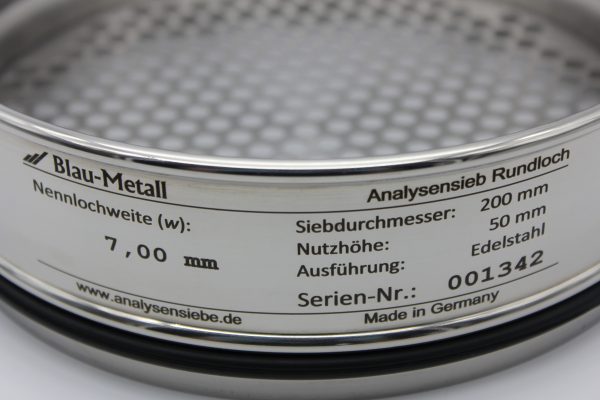 Blau-Metall
Analysensieb Rundloch
Nennlochweite (w):
7,00 mm
Siebdurchmesser: 200 mm
Nutzhöhe: 50 mm
Ausführung: Edelstahl
Serien-Nr.: 001342
www.analysensiebe.de
Made in Germany